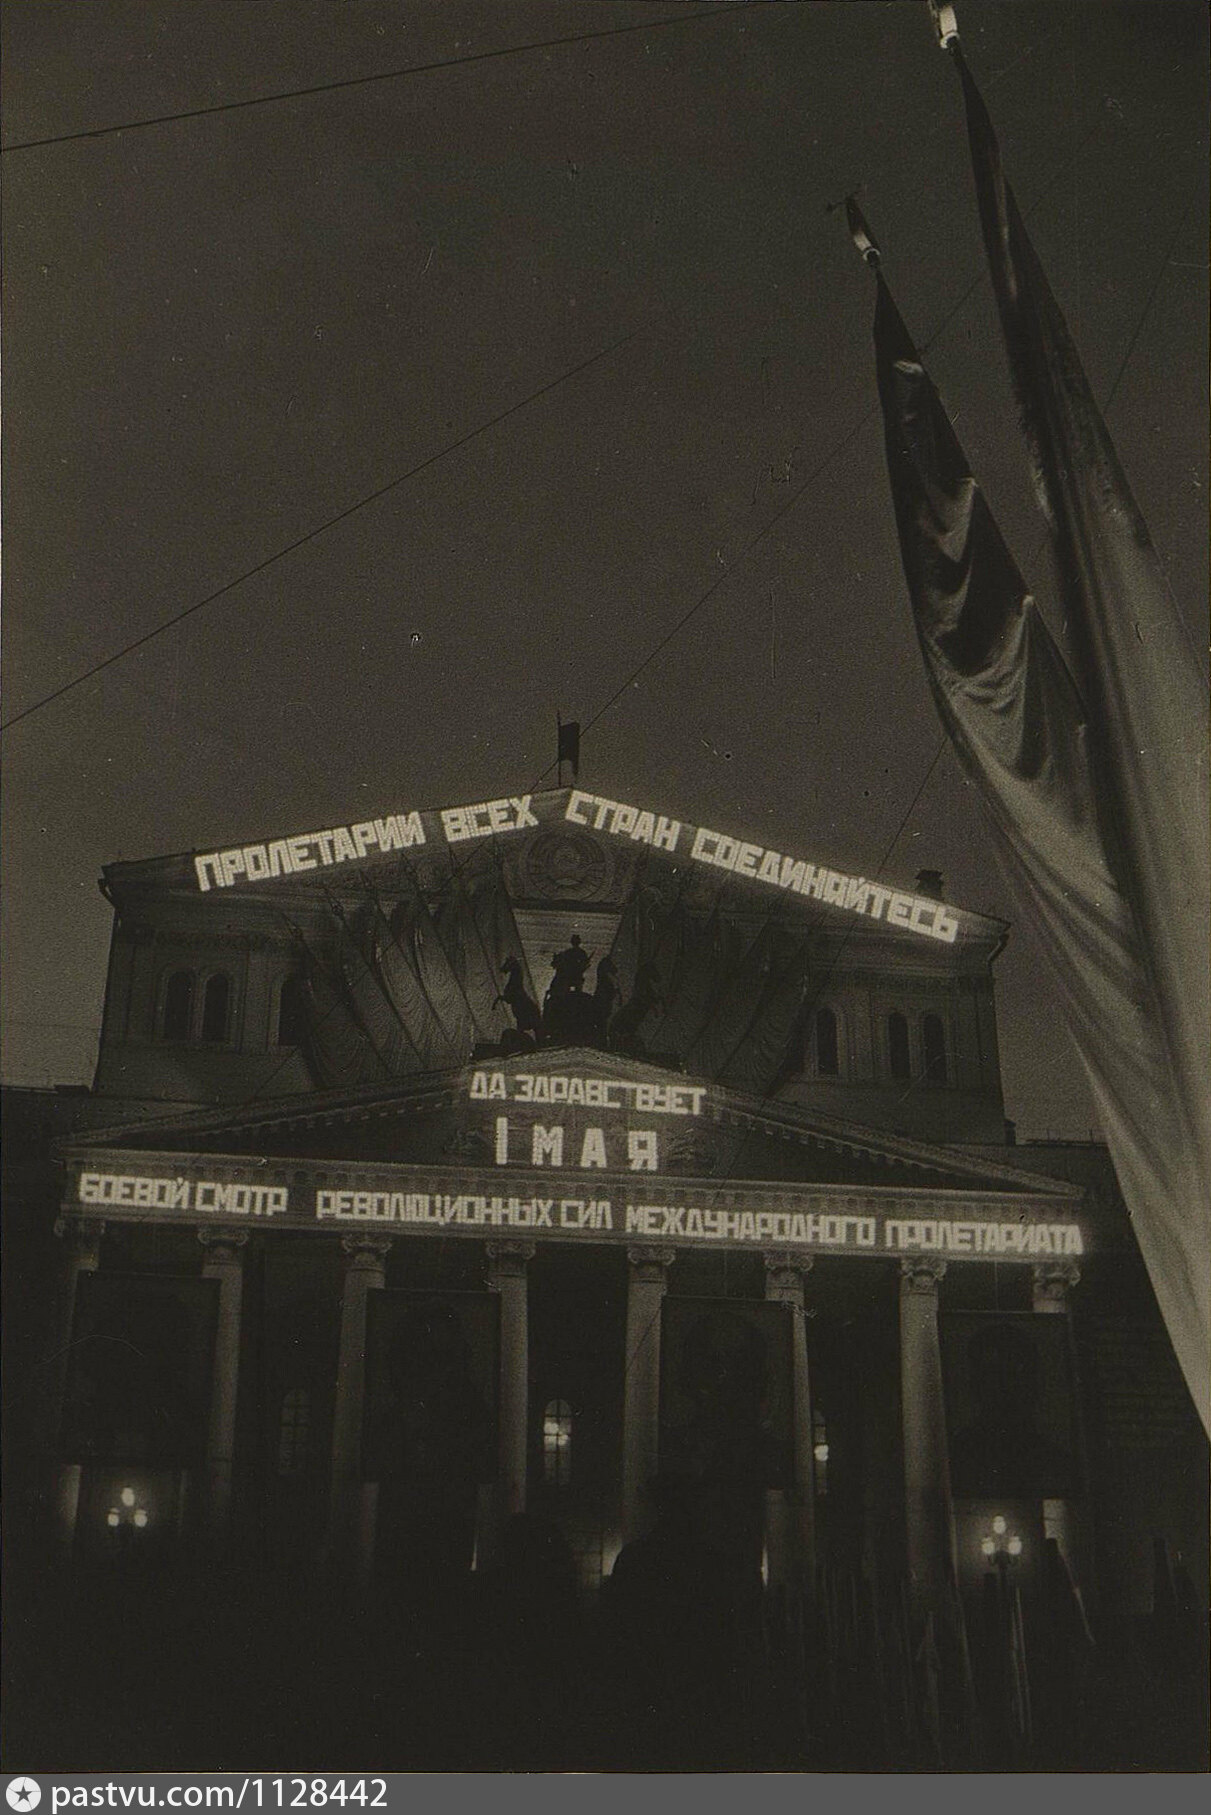 ПРОЛЕТАРИИ ВСЕХ СТРАН СОЕДИНЯЙТЕСЬ
ДА ЗДРАВСТВУЕТ
1 МАЯ
БОЕВОЙ СМОТР РЕВОЛЮЦИОННЫХ СИЛ МЕЖДУНАРОДНОГО ПРОЛЕТАРИАТА
pastvu.com/1128442